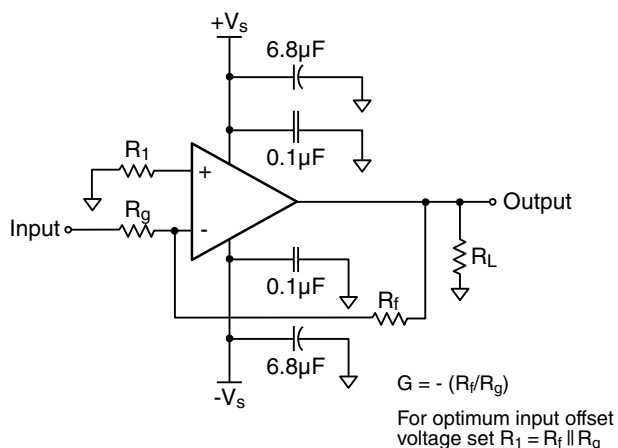 +Vs
6.8µF
R1
+
0.1µF
Input
Rg
-
Output
RL
0.1µF
Rf
6.8µF
-Vs
G = - (Rf/Rg)
For optimum input offset
voltage set R1 = Rf || Rg